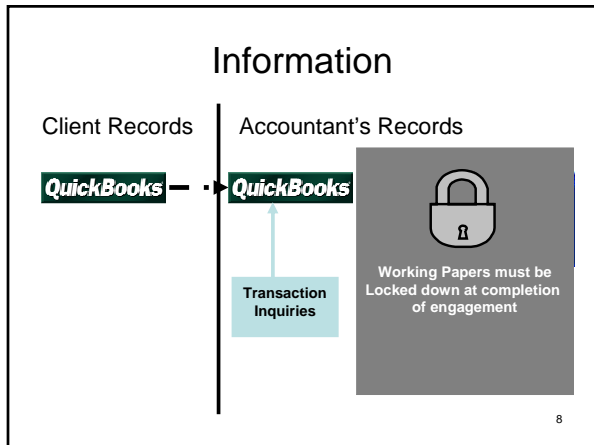 Information
Client Records
Accountant's Records
QuickBooks
QuickBooks
Transaction
Inquiries
Working Papers must be
Locked down at completion
of engagement
8